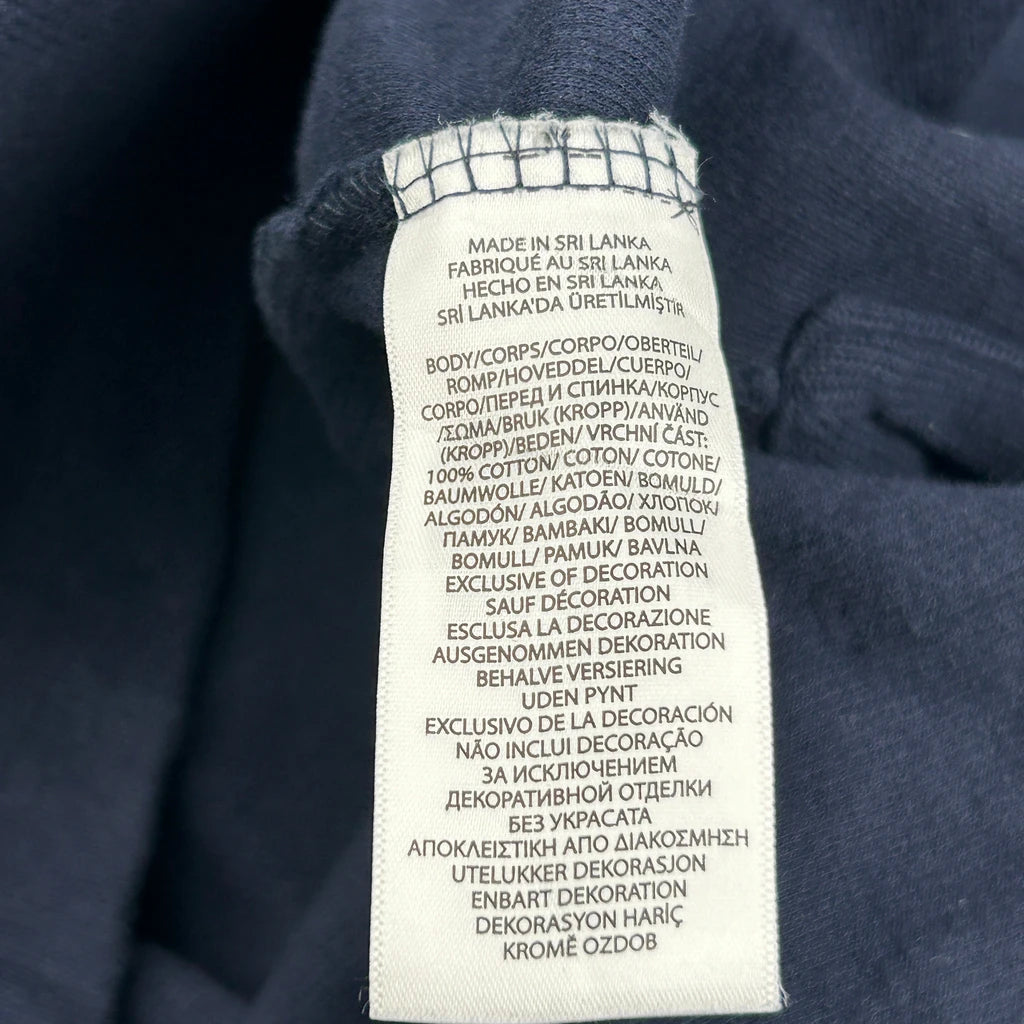 MADE IN SRI LANKA
FABRIQUÉ AU SRI LANKA
HECHO EN SRI LANKA
SRİ LANKA'DA ÜRETİLMİŞTİR
BODY/CORPS/CORPO/OBERTEIL/
ROMP/HOVEDDEL/CUERPO/
CORPO/ПЕРЕД И СПИНКА/КОРПУС
/ΣΩΜΑ/BRUK (KROPP)/ANVÄND
(KROPP)/BEDEN/ VRCHNÍ ČÁST:
100% COTTON/ COTON/ COTONE/
BAUMWOLLE/ KATOEN/ BOMULD/
ALGODÓN/ ALGODÃO/ ХЛОПОК/
ПАМУК/ BAMBAKI/ BOMULL/
BOMULL/ PAMUK/ BAVLNA
EXCLUSIVE OF DECORATION
SAUF DÉCORATION
ESCLUSA LA DECORAZIONE
AUSGENOMMEN DEKORATION
BEHALVE VERSIERING
UDEN PYNT
EXCLUSIVO DE LA DECORACIÓN
NÃO INCLUI DECORAÇÃO
ЗА ИСКЛЮЧЕНИЕМ
ДЕКОРАТИВНОЙ ОТДЕЛКИ
БЕЗ УКРАСАТА
ΑΠΟΚΛΕΙΣΤΙΚΗ ΑΠΟ ΔΙΑΚΟΣΜΗΣΗ
UTELUKKER DEKORASJON
ENBART DEKORATION
DEKORASYON HARİÇ
KROMĚ OZDOB